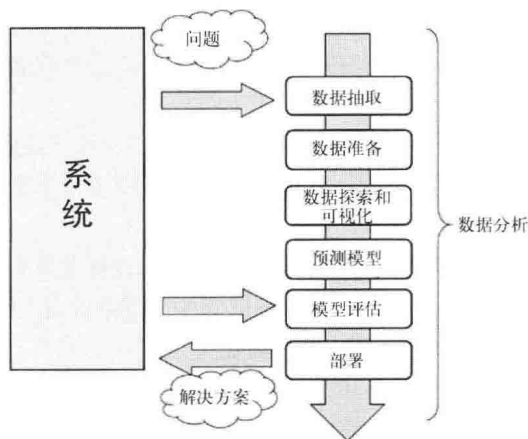 问题
系
统
数据抽取
数据准备
数据探索和
可视化
预测模型
模型评估
部署
解决方案
数据分析